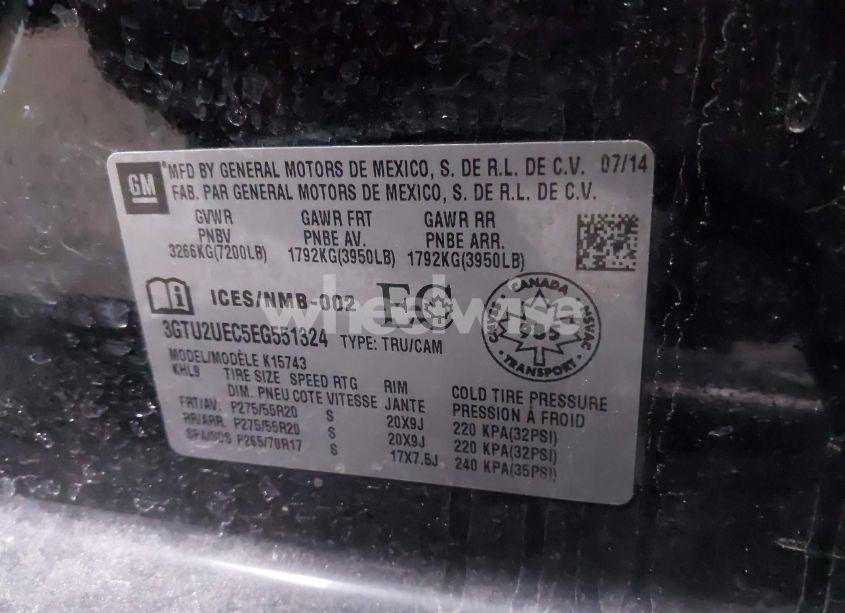 GM
MFD BY GENERAL MOTORS DE MEXICO, S. DE R.L. DE C.V. 07/14
FAB. PAR GENERAL MOTORS DE MEXICO, S. DE R.L. DE C.V.
GVWR GAWR FRT GAWR RR
PNBV PNBE AV. PNBE ARR.
3266KG(7200LB) 1792KG(3950LB) 1792KG(3950LB)
ICES/NMB-002 EC
CANADA
TRANSPORT
wheelwise
3GTU2UEC5EG551324 TYPE: TRU/CAM
MODEL/MODÈLE K15743
KHL9 TIRE SIZE SPEED RTG RIM COLD TIRE PRESSURE
DIM. PNEU COTE VITESSE JANTE PRESSION À FROID
FRT/AV. P275/55R20 S 20X9J 220 KPA(32PSI)
RR/ARR. P275/55R20 S 20X9J 220 KPA(32PSI)
P265/70R17 S 17X7.5J 240 KPA(35PSI)